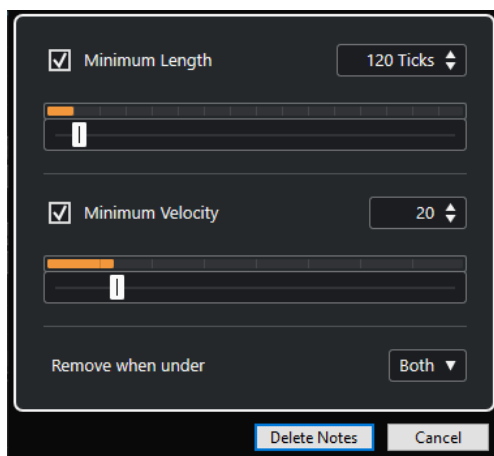 Minimum Length 120 Ticks
Minimum Velocity 20
Remove when under Both
Delete Notes Cancel